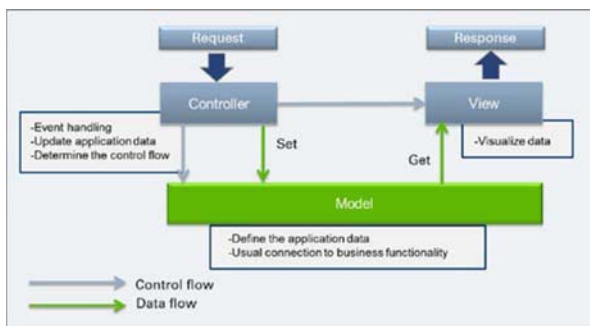 Request
Response
Controller
View
-Event handling
-Update application data
-Determine the control flow
Set
Get
-Visualize data
Model
-Define the application data
-Usual connection to business functionality
Control flow
Data flow